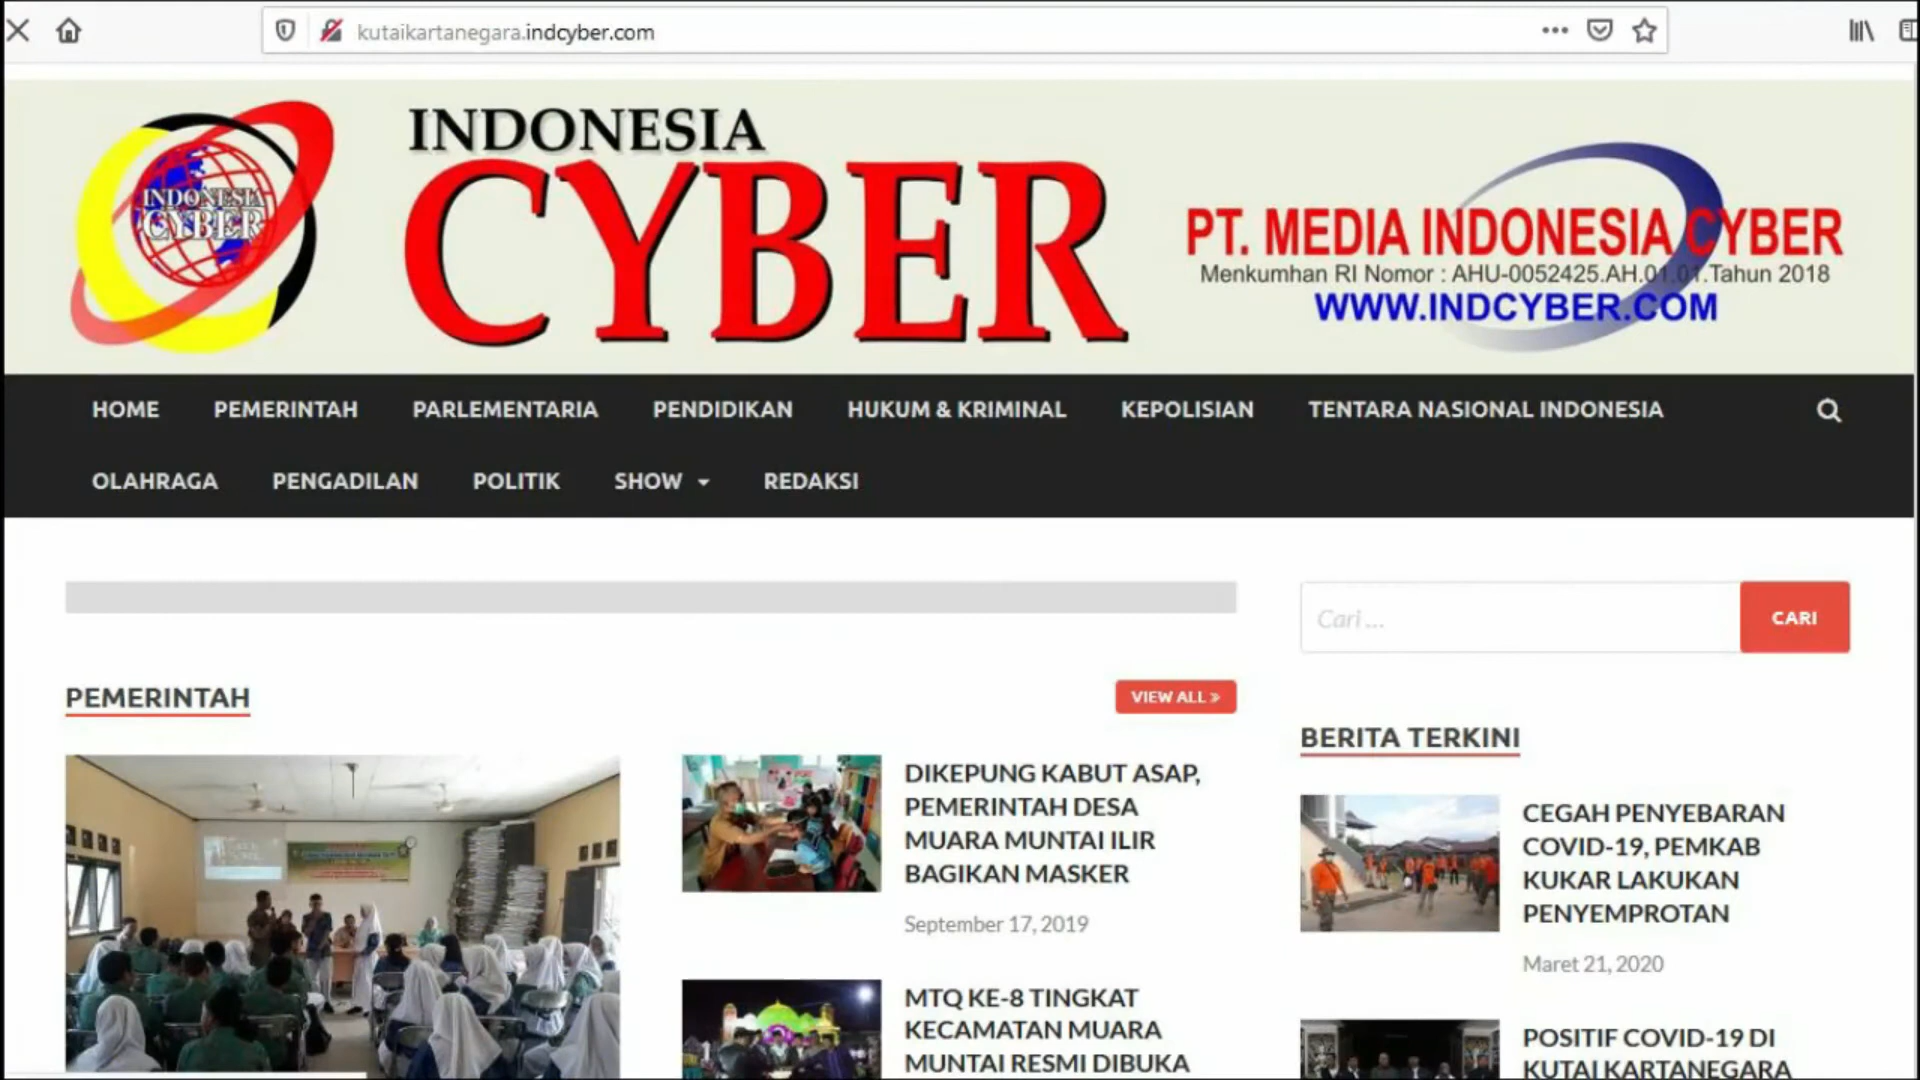 kutaikartanegara.indcyber.com
INDONESIA
CYBER
INDONESIA
CYBER
PT. MEDIA INDONESIA CYBER
Menkumhan RI Nomor : AHU-0052425.AH.01.01.Tahun 2018
WWW.INDCYBER.COM
HOME PEMERINTAH PARLEMENTARIA PENDIDIKAN HUKUM & KRIMINAL KEPOLISIAN TENTARA NASIONAL INDONESIA
OLAHRAGA PENGADILAN POLITIK SHOW REDAKSI
Cari ...
CARI
PEMERINTAH
VIEW ALL »
DIKEPUNG KABUT ASAP,
PEMERINTAH DESA
MUARA MUNTAI ILIR
BAGIKAN MASKER
September 17, 2019
MTQ KE-8 TINGKAT
KECAMATAN MUARA
MUNTAI RESMI DIBUKA
BERITA TERKINI
CEGAH PENYEBARAN
COVID-19, PEMKAB
KUKAR LAKUKAN
PENYEMPROTAN
Maret 21, 2020
POSITIF COVID-19 DI
KUTAI KARTANEGARA